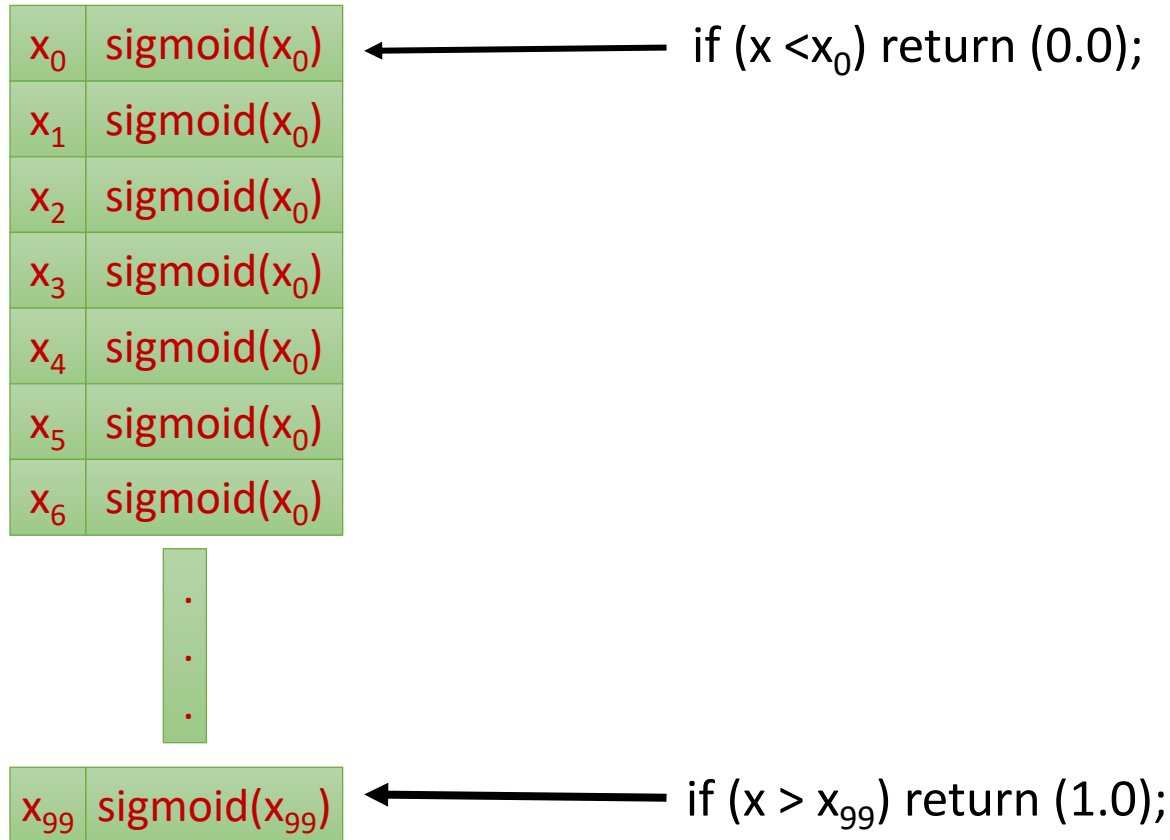 x₀ sigmoid(x₀) if (x <x₀) return (0.0);
x₁ sigmoid(x₀)
x₂ sigmoid(x₀)
x₃ sigmoid(x₀)
x₄ sigmoid(x₀)
x₅ sigmoid(x₀)
x₆ sigmoid(x₀)
.
.
.
x₉₉ sigmoid(x₉₉) if (x > x₉₉) return (1.0);